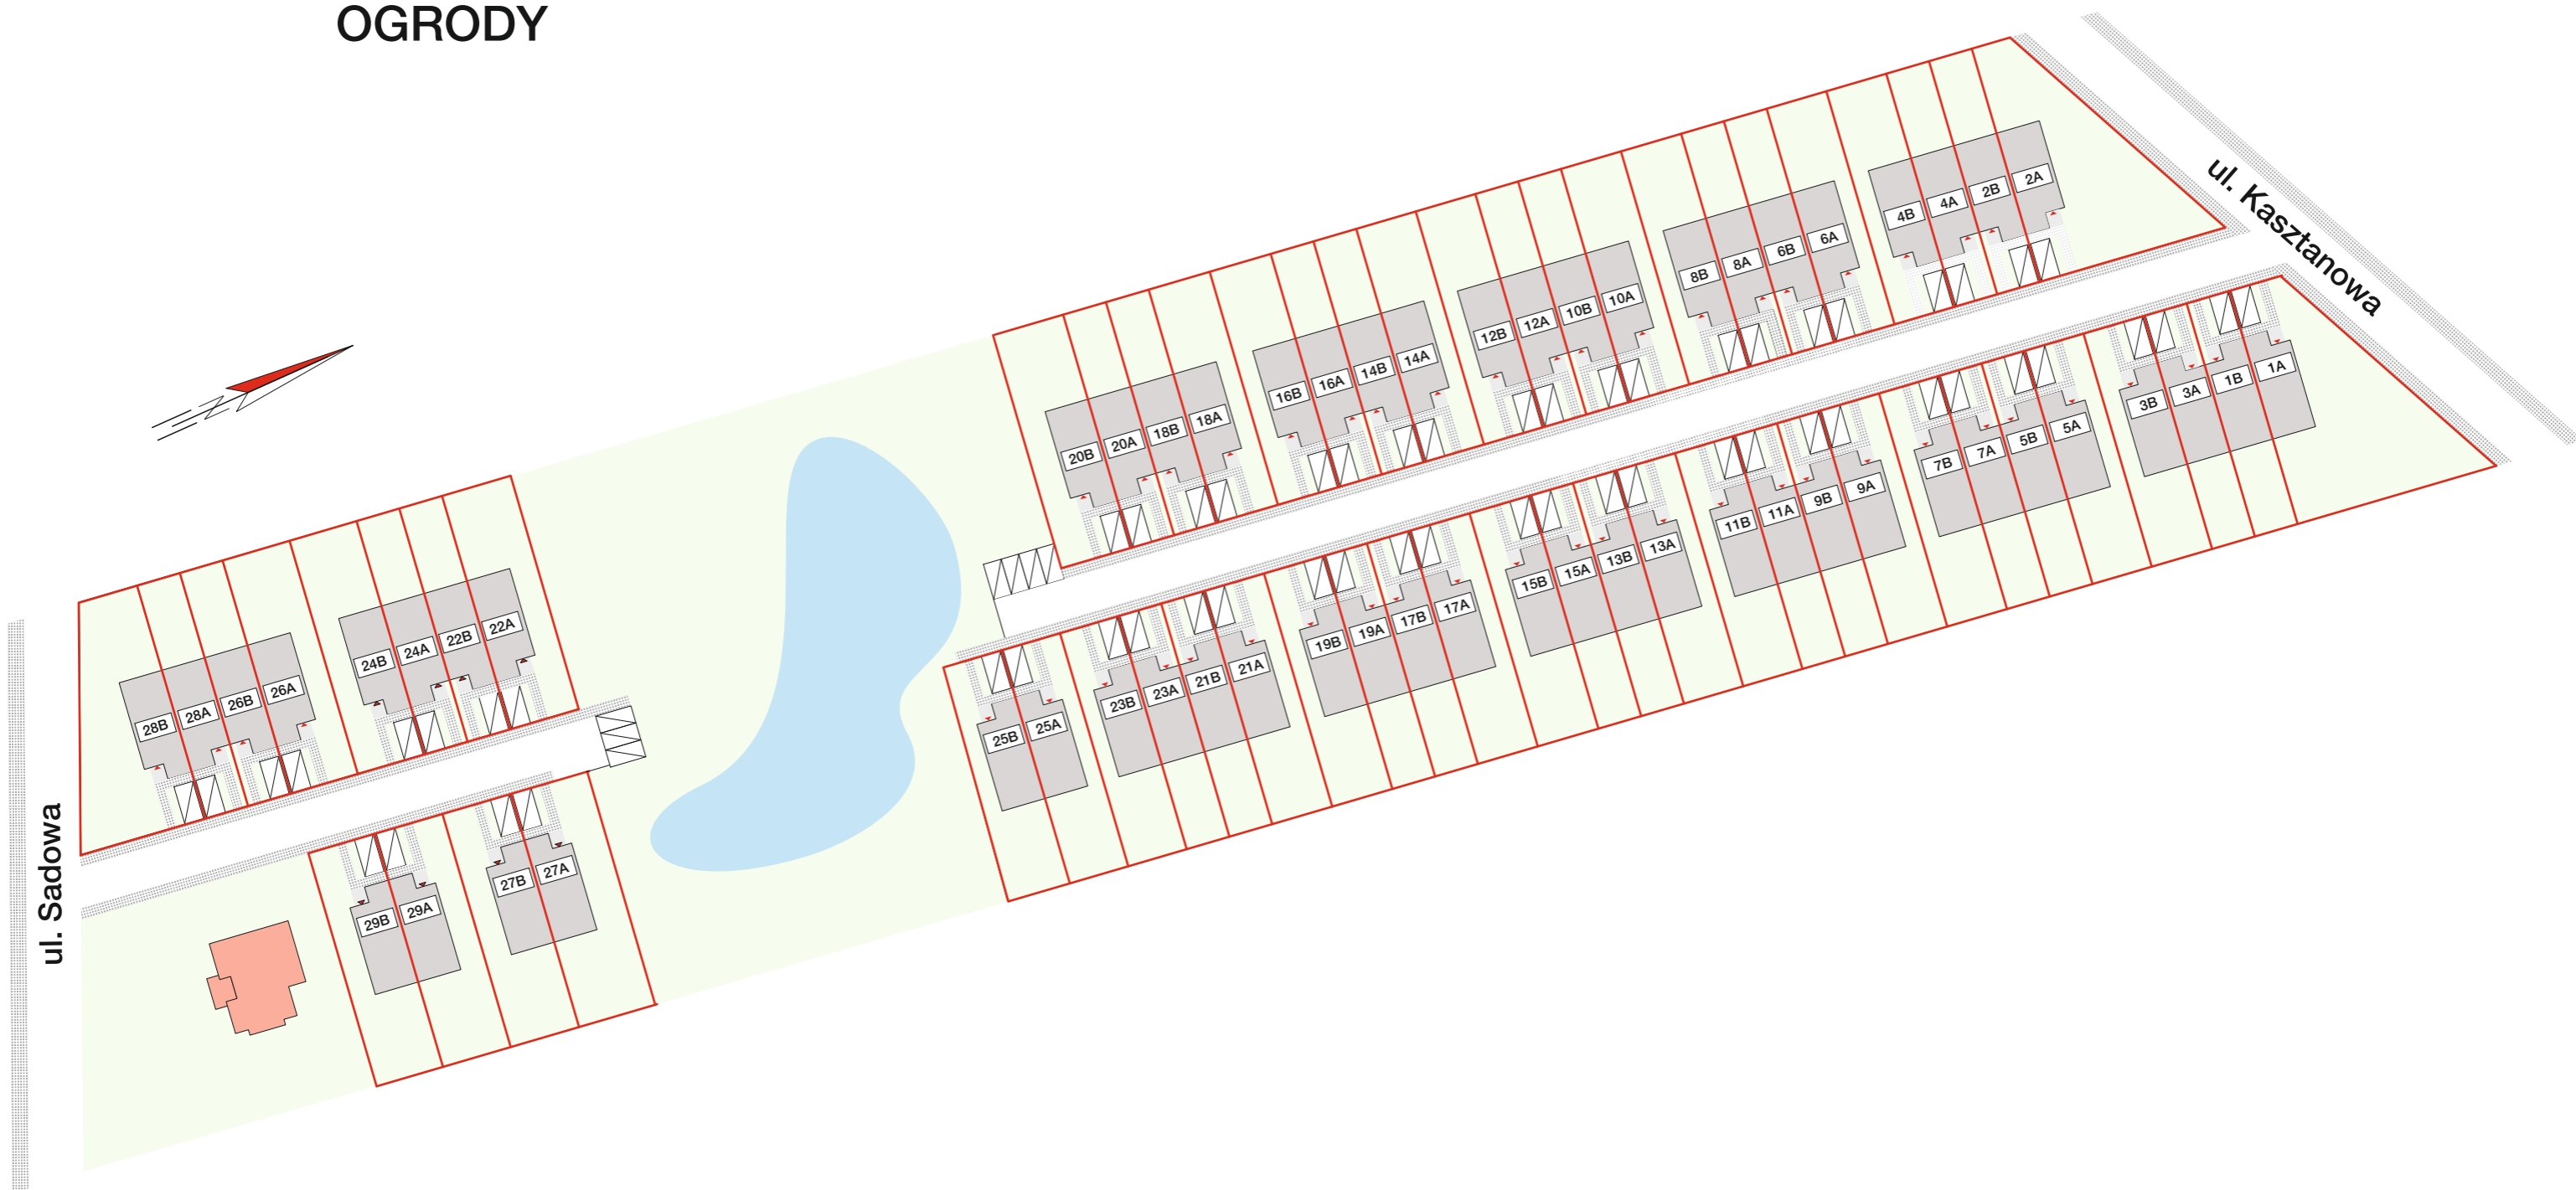 OGRODY
ul. Kasztanowa
4B 4A 2B 2A
8B 8A 6B 6A
12B 12A 10B 10A
16B 16A 14B 14A
20B 20A 18B 18A
3B 3A 1B 1A
7B 7A 5B 5A
11B 11A 9B 9A
15B 15A 13B 13A
19B 19A 17B 17A
23B 23A 21B 21A
25B 25A
24B 24A 22B 22A
28B 28A 26B 26A
27B 27A
29B 29A
ul. Sadowa